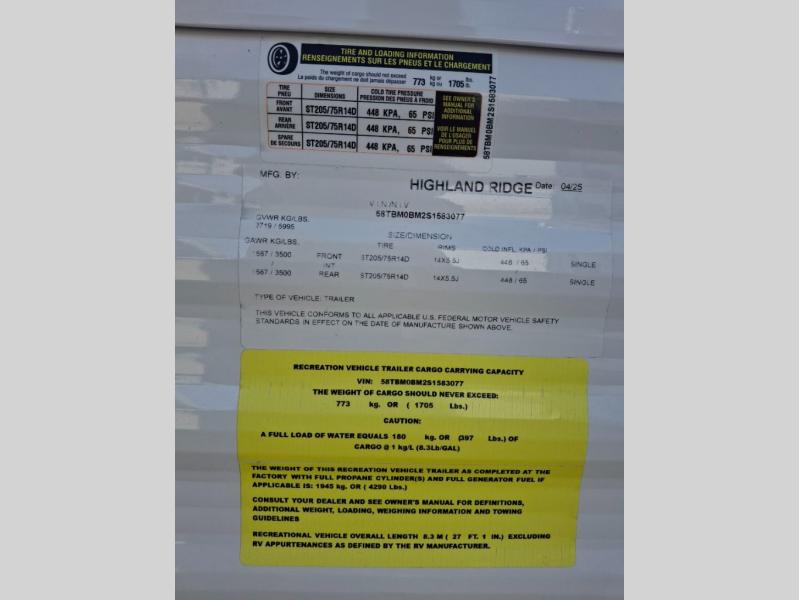 TIRE AND LOADING INFORMATION
RENSEIGNEMENTS SUR LES PNEUS ET LE CHARGEMENT
The weight of cargo should not exceed
La poids du chargement ne doit jamais dépasser 773 kg or kg ou 1705 lbs. lb.
TIRE PNEU SIZE DIMENSIONS COLD TIRE PRESSURE PRESSION DES PNEUS À FROID
FRONT AVANT ST205/75R14D 448 KPA, 65 PSI
REAR ARRIÈRE ST205/75R14D 448 KPA, 65 PSI
SPARE DE SECOURS ST205/75R14D 448 KPA, 65 PSI
SEE OWNER'S
MANUAL FOR
ADDITIONAL
INFORMATION
VOIR LE MANUEL
DE L'USAGER
POUR PLUS DE
RENSEIGNEMENTS
58TBM0BM2S1583077
MFG. BY: HIGHLAND RIDGE Date: 04/25
V I N / N I V
58TBM0BM2S1583077
GVWR KG/LBS.
2719 / 5995
SIZE/DIMENSION
GAWR KG/LBS. TIRE RIMS COLD INFL. KPA / PSI
1587 / 3500 FRONT ST205/75R14D 14X5.5J 448 / 65 SINGLE
/ INT
1587 / 3500 REAR ST205/75R14D 14X5.5J 448 / 65 SINGLE
TYPE OF VEHICLE: TRAILER
THIS VEHICLE CONFORMS TO ALL APPLICABLE U.S. FEDERAL MOTOR VEHICLE SAFETY
STANDARDS IN EFFECT ON THE DATE OF MANUFACTURE SHOWN ABOVE.
RECREATION VEHICLE TRAILER CARGO CARRYING CAPACITY
VIN: 58TBM0BM2S1583077
THE WEIGHT OF CARGO SHOULD NEVER EXCEED:
773 kg. OR ( 1705 Lbs.)
CAUTION:
A FULL LOAD OF WATER EQUALS 180 kg. OR (397 Lbs.) OF
CARGO @ 1 kg/L (8.3Lb/GAL)
THE WEIGHT OF THIS RECREATION VEHICLE TRAILER AS COMPLETED AT THE
FACTORY WITH FULL PROPANE CYLINDER(S) AND FULL GENERATOR FUEL IF
APPLICABLE IS: 1945 kg. OR ( 4290 Lbs.)
CONSULT YOUR DEALER AND SEE OWNER'S MANUAL FOR DEFINITIONS,
ADDITIONAL WEIGHT, LOADING, WEIGHING INFORMATION AND TOWING
GUIDELINES
RECREATIONAL VEHICLE OVERALL LENGTH 8.3 M ( 27 FT. 1 IN.) EXCLUDING
RV APPURTENANCES AS DEFINED BY THE RV MANUFACTURER.